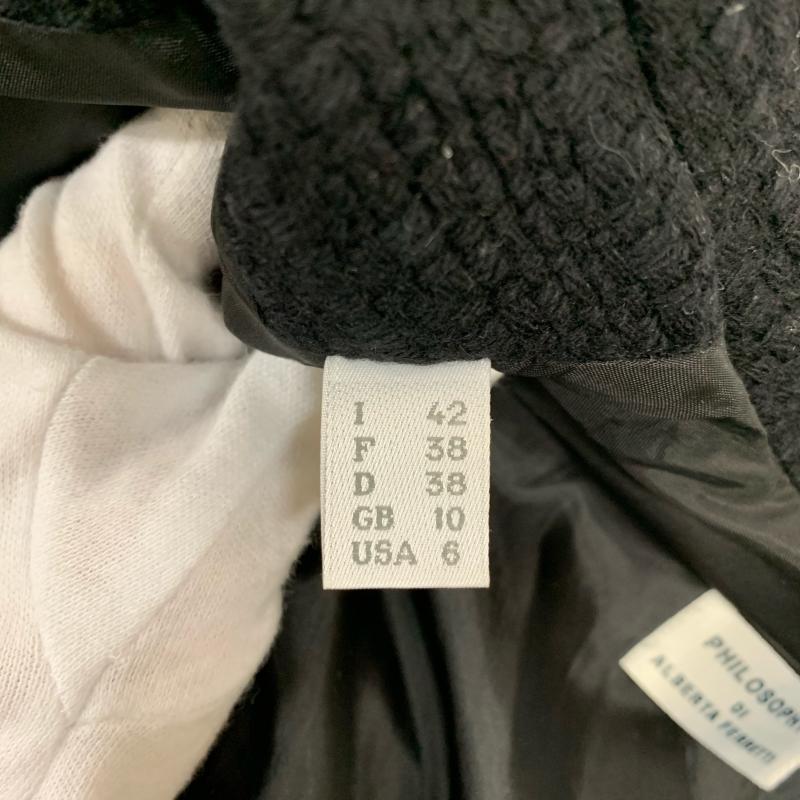 I 42
F 38
D 38
GB 10
USA 6
PHILOSOPH
DI
ALBERTA FERRETTI